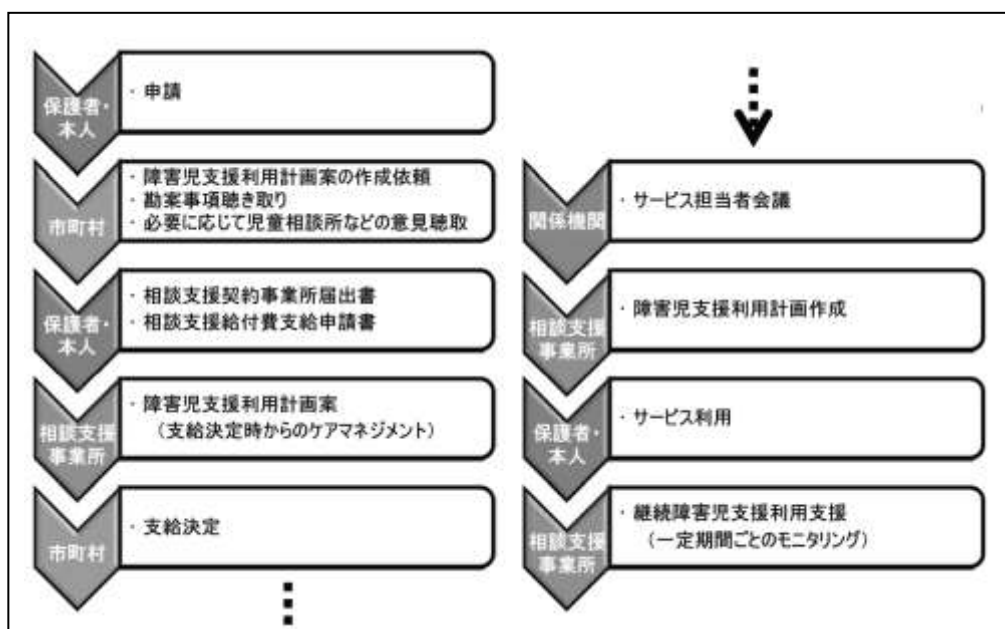 保護者・
本人
・ 申請
市町村
・ 障害児支援利用計画案の作成依頼
・ 勘案事項聴き取り
・ 必要に応じて児童相談所などの意見聴取
保護者・
本人
・ 相談支援契約事業所届出書
・ 相談支援給付費支給申請書
相談支援
事業所
・ 障害児支援利用計画案
（支給決定時からのケアマネジメント）
市町村
・ 支給決定
関係機関
・ サービス担当者会議
相談支援
事業所
・ 障害児支援利用計画作成
保護者・
本人
・ サービス利用
相談支援
事業所
・ 継続障害児支援利用支援
（一定期間ごとのモニタリング）